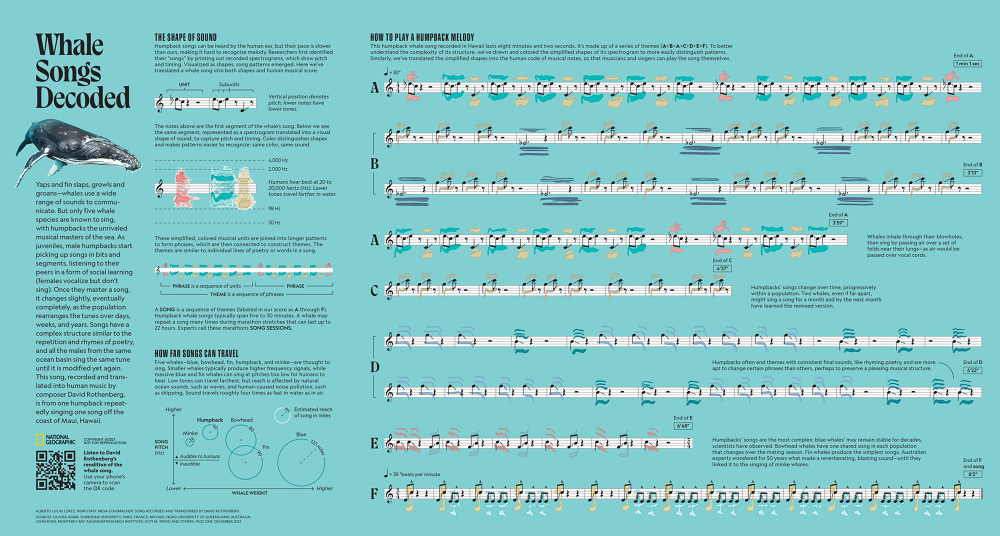 Whale
Songs
Decoded
Yaps and fin slaps, growls and
groans—whales use a wide
range of sounds to commu-
nicate. But only five whale
species are known to sing,
with humpbacks the unrivaled
musical masters of the sea. As
juveniles, male humpbacks start
picking up songs in bits and
segments, listening to their
peers in a form of social learning
(females vocalize but don't
sing). Once they master a song,
it changes slightly, eventually
completely, as the population
rearranges the tunes over days,
weeks, and years. Songs have a
complex structure similar to the
repetition and rhymes of poetry,
and all the males from the same
ocean basin sing the same tune
until it is modified yet again.
This song, recorded and trans-
lated into human music by
composer David Rothenberg,
is from one humpback repeat-
edly singing one song off the
coast of Maui, Hawaii.
NATIONAL
GEOGRAPHIC
COPYRIGHT ©2021
NOT FOR REPRODUCTION
Listen to David
Rothenberg's
rendition of the
whale song.
Use your phone's
camera to scan
the QR code.
THE SHAPE OF SOUND
Humpback songs can be heard by the human ear, but their pace is slower
than ours, making it hard to recognize melody. Researchers first identified
their "songs" by printing out recorded spectrograms, which show pitch
and timing. Visualized as shapes, song patterns emerged. Here we've
translated a whale song into both shapes and human musical score.
UNIT
Subunits
Vertical position denotes
pitch; lower notes have
lower tones.
The notes above are the first segment of the whale's song. Below we see
the same segment, represented as a spectrogram translated into a visual
shape of sound, to capture pitch and timing. Color distinguishes shapes
and makes patterns easier to recognize: same color, same sound.
4,000 Hz
2,000 Hz
Humans hear best at 20 to
20,000 hertz (Hz). Lower
tones travel farther in water.
98 Hz
30 Hz
These simplified, colored musical units are joined into longer patterns
to form phrases, which are then connected to construct themes. The
themes are similar to individual lines of poetry or words in a song.
PHRASE is a sequence of units
PHRASE
THEME is a sequence of phrases
A SONG is a series of themes (labeled in our score as A through F).
Humpback whale songs typically span five to 30 minutes. A whale may
repeat a song many times during marathon stretches that can last up to
22 hours. Experts call these marathons SONG SESSIONS.
HOW FAR SONGS CAN TRAVEL
Five whales—blue, bowhead, fin, humpback, and minke—are thought to
sing. Smaller whales typically produce higher frequency signals, while
massive blue and fin whales can sing at pitches too low for humans to
hear. Low tones can travel farthest, but reach is affected by natural
ocean sounds, such as waves, and human-caused noise pollution, such
as shipping. Sound travels roughly four times as fast in water as in air.
Higher
Estimated reach
of song in miles
Humpback
Bowhead
Minke
Blue
Fin
SONG
PITCH
(Hz)
Audible to humans
Inaudible
Lower
WHALE WEIGHT
Higher
HOW TO PLAY A HUMPBACK MELODY
This humpback whale song recorded in Hawaii lasts eight minutes and two seconds. It's made up of a series of themes (A+B+A+C+D+E+F). To better
understand the complexity of its structure, we've drawn and colored the simplified shapes of its spectrogram to more easily distinguish patterns.
Similarly, we've translated the simplified shapes into the human code of musical notes, so that musicians and singers can play the song themselves.
End of A:
1 min 1 sec
A
B
End of B
3'13"
End of A
3'59"
A
Whales inhale through their blowholes,
then sing by passing air over a set of
folds near their lungs—as air would be
passed over vocal cords.
End of C
4'37"
C
Humpbacks' songs change over time, progressively
within a population. Two whales, even if far apart,
might sing a song for a month and by the next month
have learned the remixed version.
D
Humpbacks often end themes with consistent final sounds, like rhyming poetry, and are more
apt to change certain phrases than others, perhaps to preserve a pleasing musical structure.
End of D
6'22"
End of E
6'48"
E
Humpbacks' songs are the most complex; blue whales' may remain stable for decades,
scientists have observed. Bowhead whales have one shared song in each population
that changes over the mating season. Fin whales produce the simplest songs. Australian
experts wondered for 50 years what made a reverberating, blasting sound—until they
linked it to the singing of minke whales.
= 38 "beats per minute
End of F
and song
8'2"
F